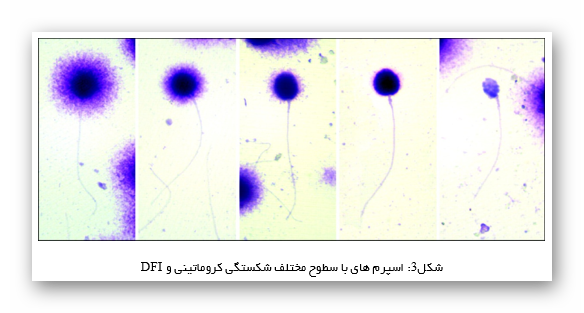 شکل3: اسپرم های با سطوح مختلف شکستگی کروماتینی و DFI